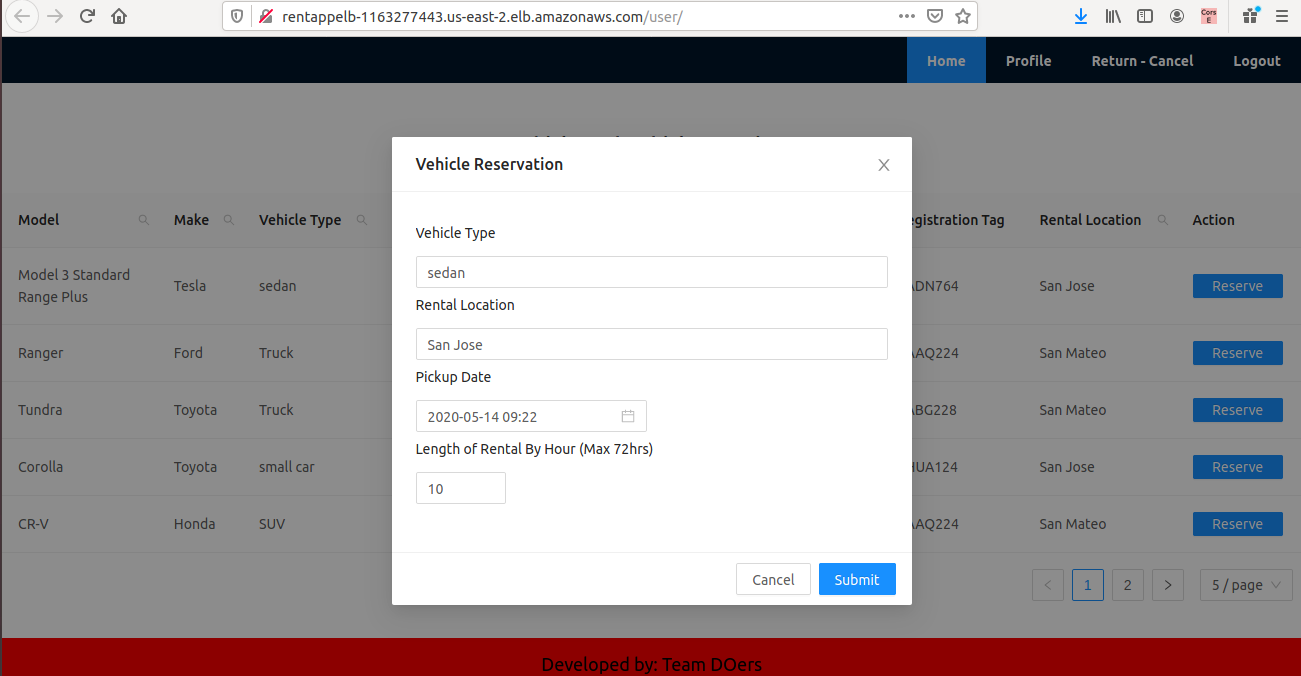 rentappelb-1163277443.us-east-2.elb.amazonaws.com/user/
Cors
E
Home Profile Return - Cancel Logout
Vehicle Reservation
Model Make Vehicle Type Tag Rental Location Action
Vehicle Type
sedan
Rental Location
San Jose
Pickup Date
2020-05-14 09:22
Length of Rental By Hour (Max 72hrs)
10
Cancel Submit
Model 3 Standard
Range Plus
Tesla sedan San Jose Reserve
Ranger Ford Truck AAQ224 San Mateo Reserve
Tundra Toyota Truck San Mateo Reserve
Corolla Toyota small car San Jose Reserve
CR-V Honda SUV AAQ224 San Mateo Reserve
< 1 2 > 5 / page
Developed by: Team DOers